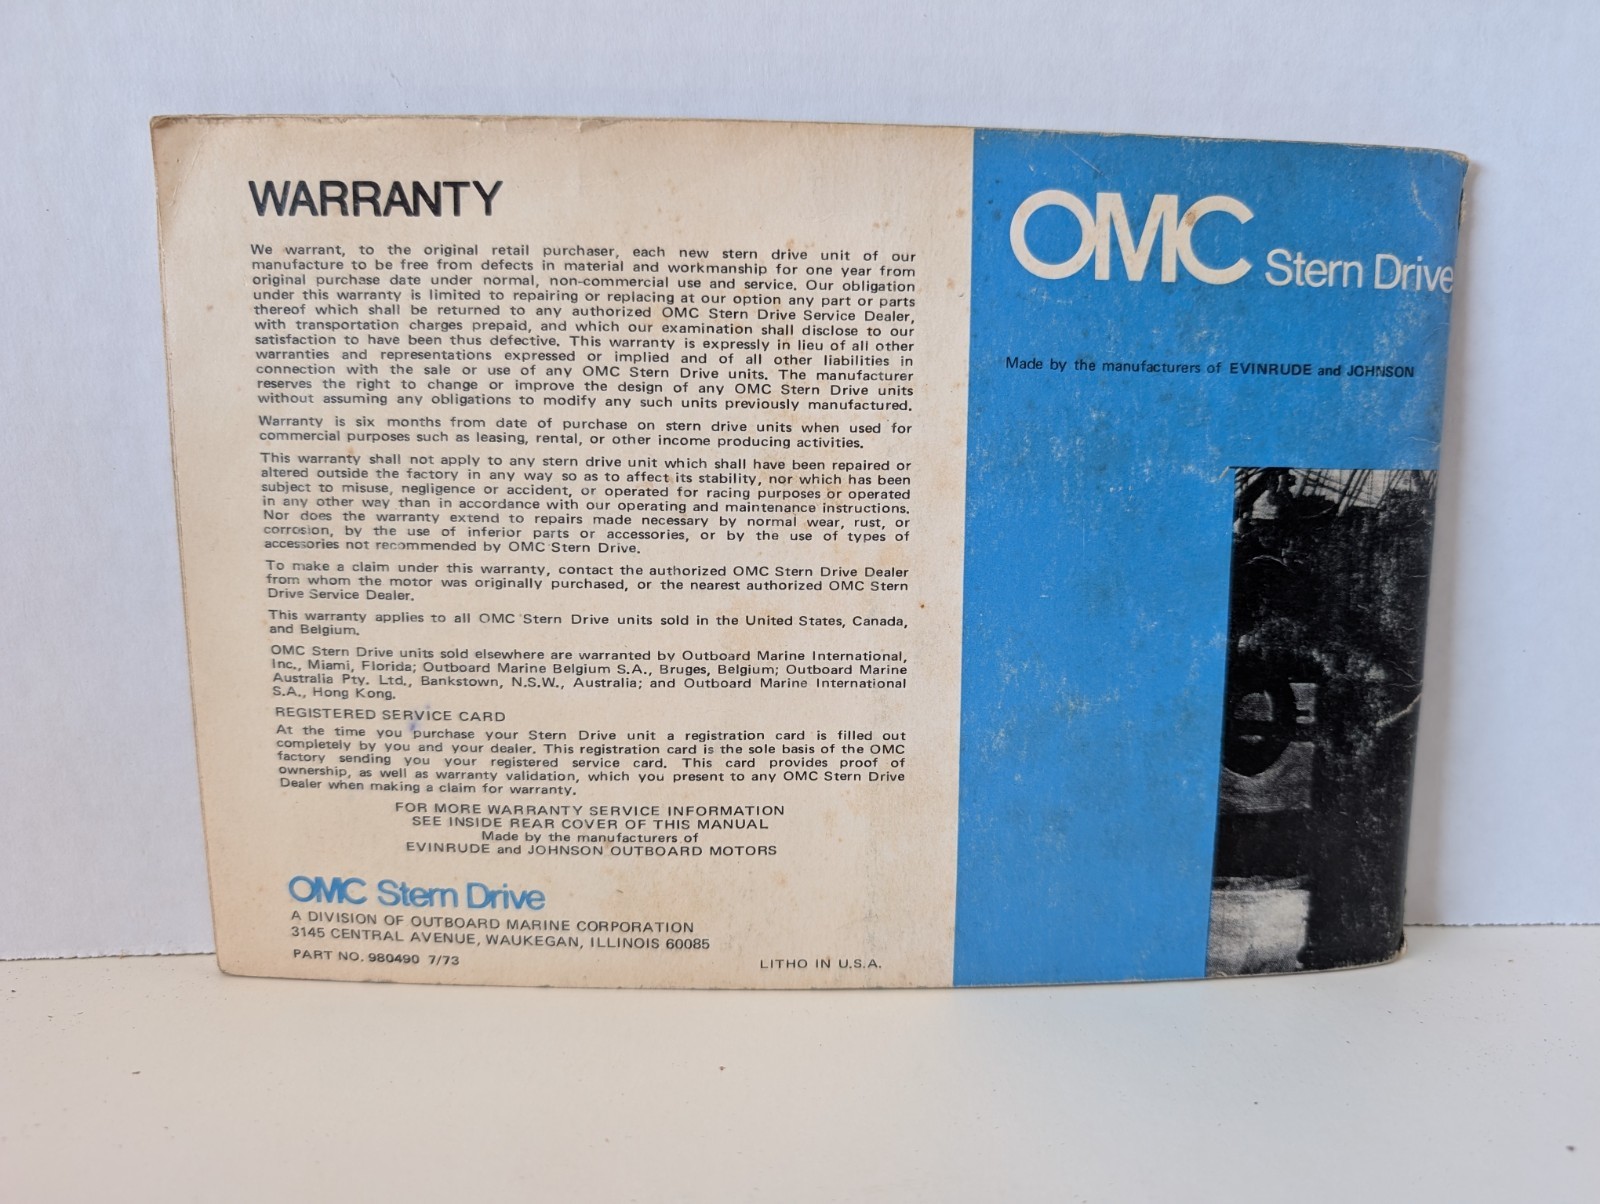 WARRANTY
We warrant, to the original retail purchaser, each new stern drive unit of our
manufacture to be free from defects in material and workmanship for one year from
original purchase date under normal, non-commercial use and service. Our obligation
under this warranty is limited to repairing or replacing at our option any part or parts
thereof which shall be returned to any authorized OMC Stern Drive Service Dealer,
with transportation charges prepaid, and which our examination shall disclose to our
satisfaction to have been thus defective. This warranty is expressly in lieu of all other
warranties and representations expressed or implied and of all other liabilities in
connection with the sale or use of any OMC Stern Drive units. The manufacturer
reserves the right to change or improve the design of any OMC Stern Drive units
without assuming any obligations to modify any such units previously manufactured.
Warranty is six months from date of purchase on stern drive units when used for
commercial purposes such as leasing, rental, or other income producing activities.
This warranty shall not apply to any stern drive unit which shall have been repaired or
altered outside the factory in any way so as to affect its stability, nor which has been
subject to misuse, negligence or accident, or operated for racing purposes or operated
in any other way than in accordance with our operating and maintenance instructions.
Nor does the warranty extend to repairs made necessary by normal wear, rust, or
corrosion, by the use of inferior parts or accessories, or by the use of types of
accessories not recommended by OMC Stern Drive.
To make a claim under this warranty, contact the authorized OMC Stern Drive Dealer
from whom the motor was originally purchased, or the nearest authorized OMC Stern
Drive Service Dealer.
This warranty applies to all OMC Stern Drive units sold in the United States, Canada,
and Belgium.
OMC Stern Drive units sold elsewhere are warranted by Outboard Marine International,
Inc., Miami, Florida; Outboard Marine Belgium S.A., Bruges, Belgium; Outboard Marine
Australia Pty. Ltd., Bankstown, N.S.W., Australia; and Outboard Marine International
S.A., Hong Kong.
REGISTERED SERVICE CARD
At the time you purchase your Stern Drive unit a registration card is filled out
completely by you and your dealer. This registration card is the sole basis of the OMC
factory sending you your registered service card. This card provides proof of
ownership, as well as warranty validation, which you present to any OMC Stern Drive
Dealer when making a claim for warranty.
FOR MORE WARRANTY SERVICE INFORMATION
SEE INSIDE REAR COVER OF THIS MANUAL
Made by the manufacturers of
EVINRUDE and JOHNSON OUTBOARD MOTORS
OMC Stern Drive
A DIVISION OF OUTBOARD MARINE CORPORATION
3145 CENTRAL AVENUE, WAUKEGAN, ILLINOIS 60085
PART NO. 980490 7/73
LITHO IN U.S.A.
OMC Stern Drive
Made by the manufacturers of EVINRUDE and JOHNSON